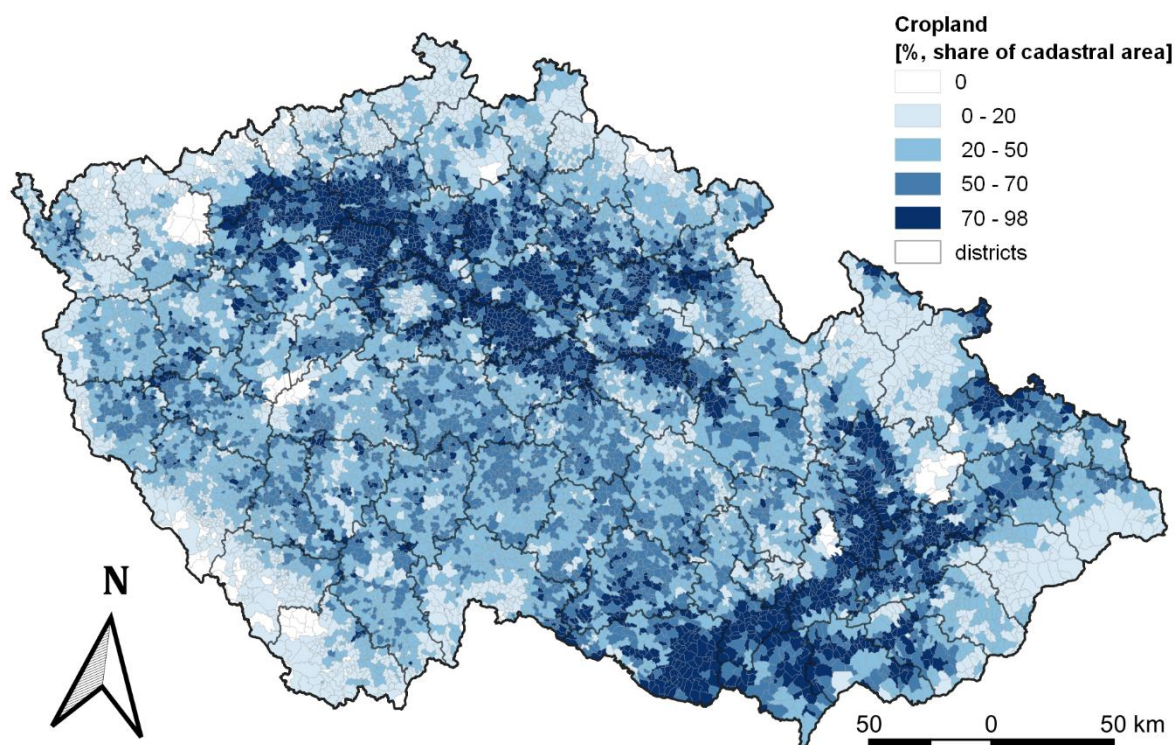 Cropland
[%, share of cadastral area]
0
0 - 20
20 - 50
50 - 70
70 - 98
districts
N
50 0 50 km